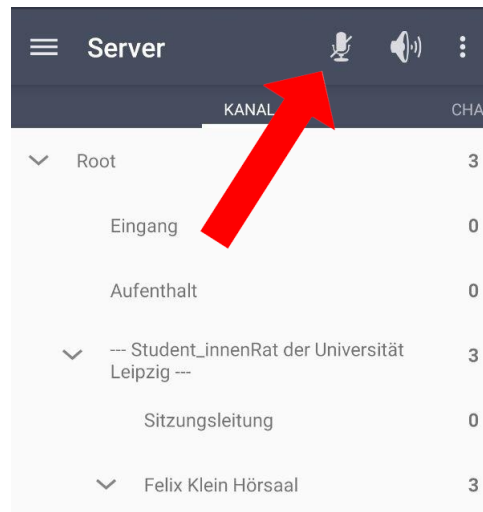 Server
KANAL CHA
Root 3
Eingang 0
Aufenthalt 0
--- Student_innenRat der Universität 3
Leipzig ---
Sitzungsleitung 0
Felix Klein Hörsaal 3